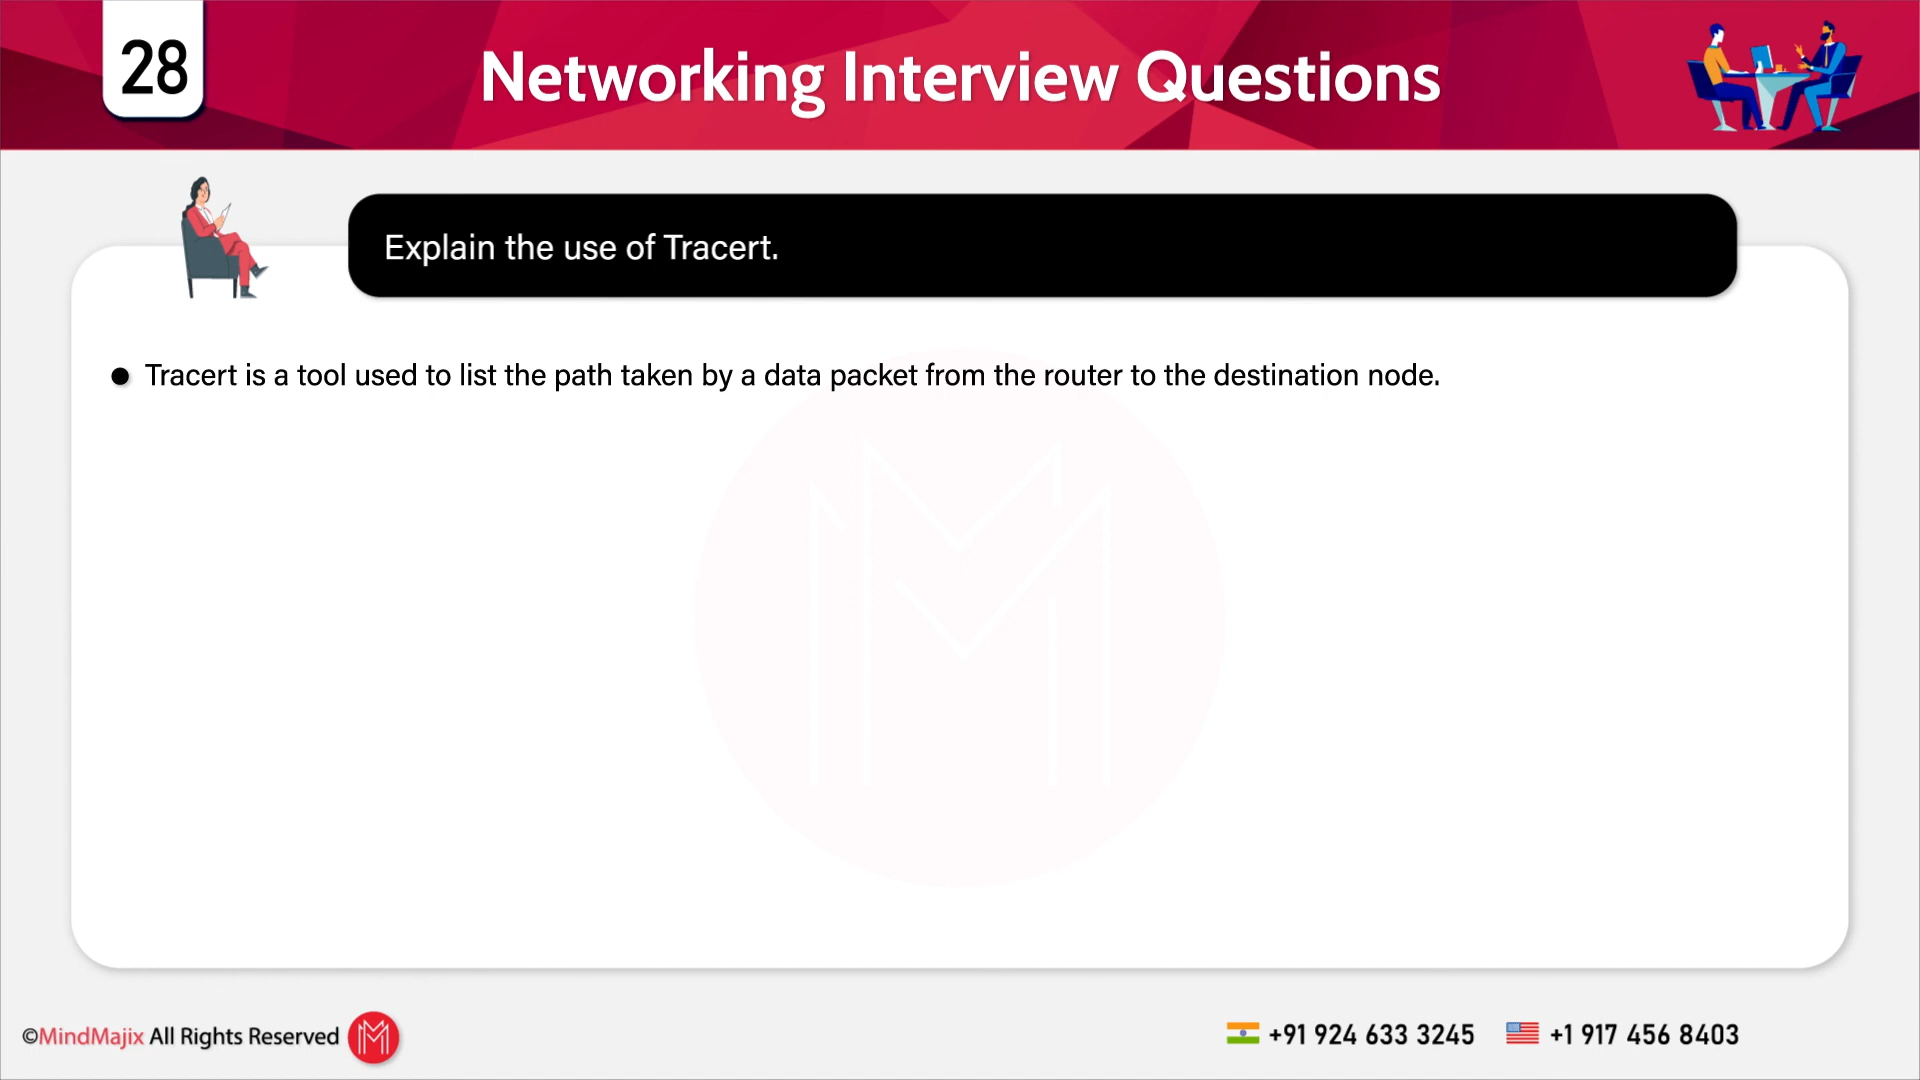 28
Networking Interview Questions
Explain the use of Tracert.
● Tracert is a tool used to list the path taken by a data packet from the router to the destination node.
©MindMajix All Rights Reserved
+91 924 633 3245
+1 917 456 8403